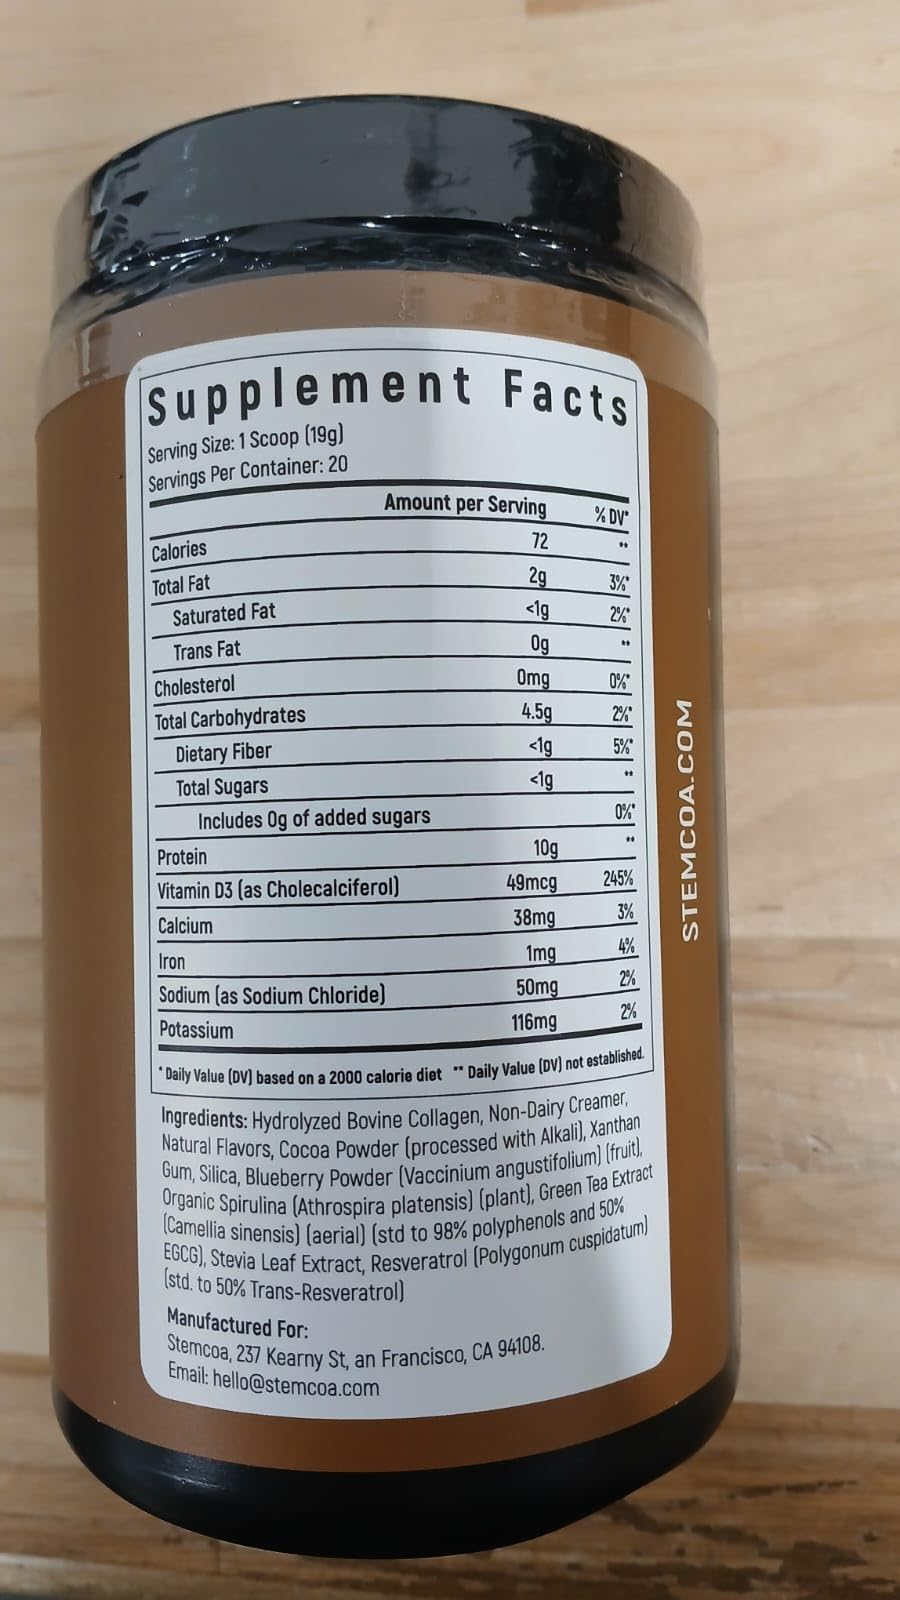 Supplement Facts
Serving Size: 1 Scoop (19g)
Servings Per Container: 20
Amount per Serving % DV*
Calories 72 **
Total Fat 2g 3%*
Saturated Fat <1g 2%*
Trans Fat 0g **
Cholesterol 0mg 0%*
Total Carbohydrates 4.5g 2%*
Dietary Fiber <1g 5%*
Total Sugars <1g **
Includes 0g of added sugars 0%*
Protein 10g **
Vitamin D3 (as Cholecalciferol) 49mcg 245%
Calcium 38mg 3%
Iron 1mg 4%
Sodium (as Sodium Chloride) 50mg 2%
Potassium 116mg 2%
* Daily Value (DV) based on a 2000 calorie diet ** Daily Value (DV) not established.
Ingredients: Hydrolyzed Bovine Collagen, Non-Dairy Creamer,
Natural Flavors, Cocoa Powder (processed with Alkali), Xanthan
Gum, Silica, Blueberry Powder (Vaccinium angustifolium) (fruit),
Organic Spirulina (Athrospira platensis) (plant), Green Tea Extract
(Camellia sinensis) (aerial) (std to 98% polyphenols and 50%
EGCG), Stevia Leaf Extract, Resveratrol (Polygonum cuspidatum)
(std. to 50% Trans-Resveratrol)
Manufactured For:
Stemcoa, 237 Kearny St, an Francisco, CA 94108.
Email: hello@stemcoa.com
STEMCOA.COM